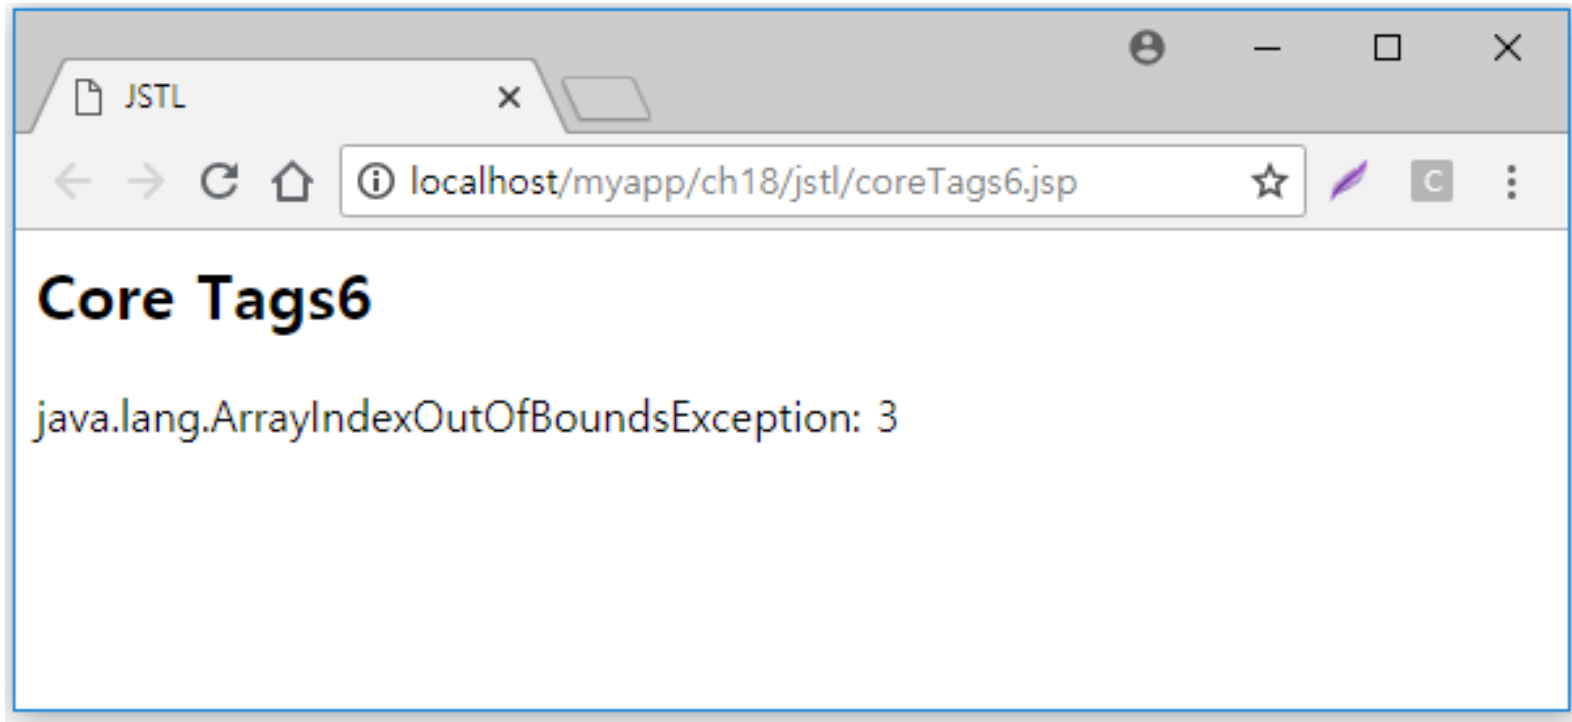 JSTL
localhost/myapp/ch18/jstl/coreTags6.jsp
C
Core Tags6
java.lang.ArrayIndexOutOfBoundsException: 3